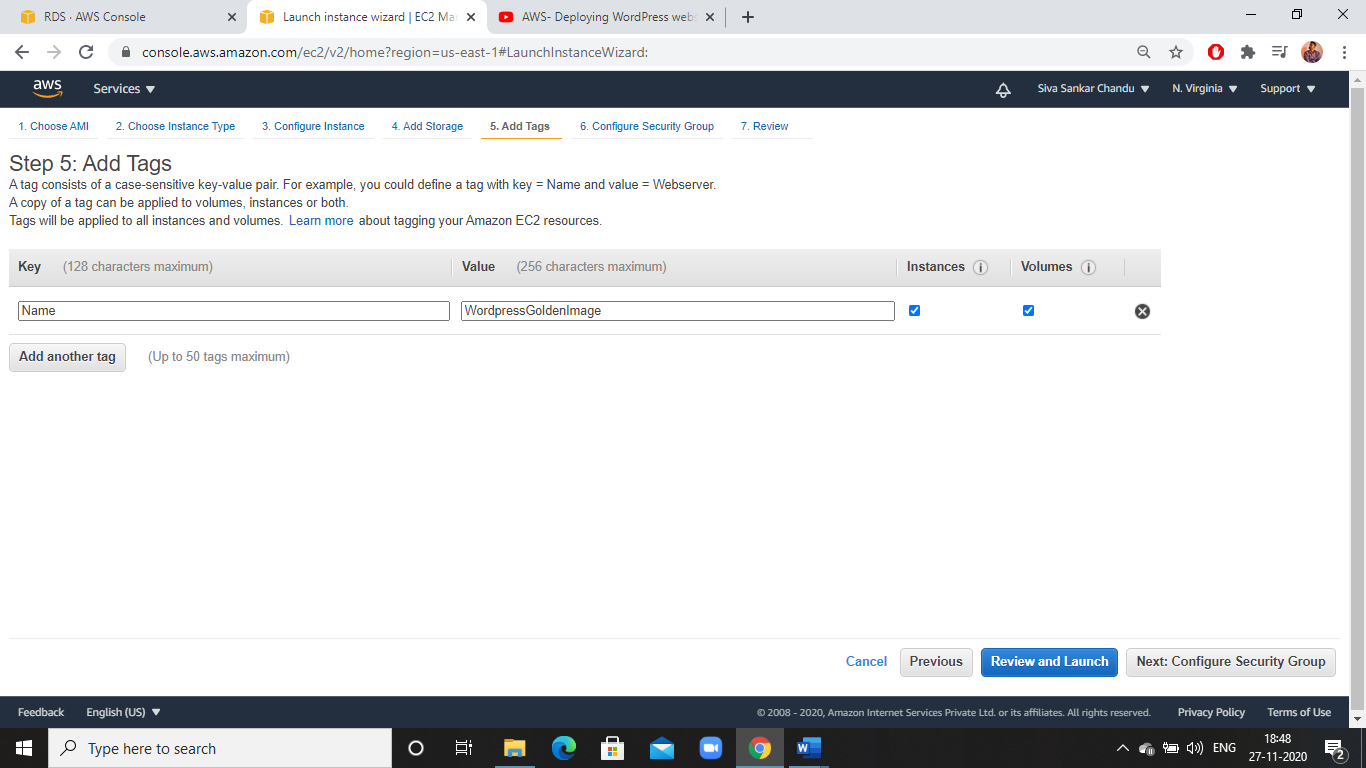 RDS · AWS Console
Launch instance wizard | EC2 Ma
AWS- Deploying WordPress web
console.aws.amazon.com/ec2/v2/home?region=us-east-1#LaunchInstanceWizard:
aws
Services
Siva Sankar Chandu
N. Virginia
Support
1. Choose AMI
2. Choose Instance Type
3. Configure Instance
4. Add Storage
5. Add Tags
6. Configure Security Group
7. Review
Step 5: Add Tags
A tag consists of a case-sensitive key-value pair. For example, you could define a tag with key = Name and value = Webserver.
A copy of a tag can be applied to volumes, instances or both.
Tags will be applied to all instances and volumes. Learn more about tagging your Amazon EC2 resources.
Key (128 characters maximum)
Value (256 characters maximum)
Instances
Volumes
Name
WordpressGoldenImage
Add another tag
(Up to 50 tags maximum)
Cancel
Previous
Review and Launch
Next: Configure Security Group
Feedback
English (US)
© 2008 - 2020, Amazon Internet Services Private Ltd. or its affiliates. All rights reserved.
Privacy Policy
Terms of Use
Type here to search
ENG
18:48
27-11-2020
2